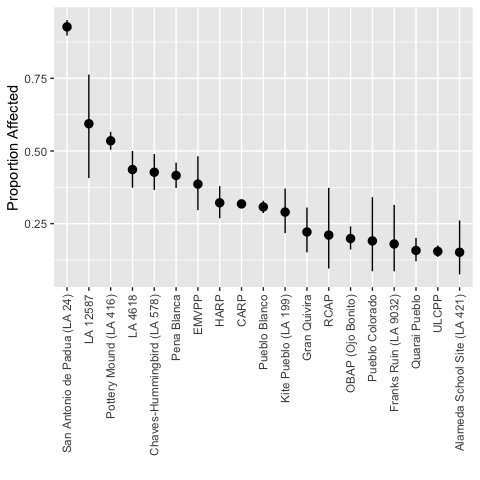 Proportion Affected
0.75
0.50
0.25
San Antonio de Padua (LA 24)
LA 12587
Pottery Mound (LA 416)
LA 4618
Chaves-Hummingbird (LA 578)
Pena Blanca
EMVPP
HARP
CARP
Pueblo Blanco
Kite Pueblo (LA 199)
Gran Quivira
RCAP
OBAP (Ojo Bonito)
Pueblo Colorado
Franks Ruin (LA 9032)
Quarai Pueblo
ULCPP
Alameda School Site (LA 421)